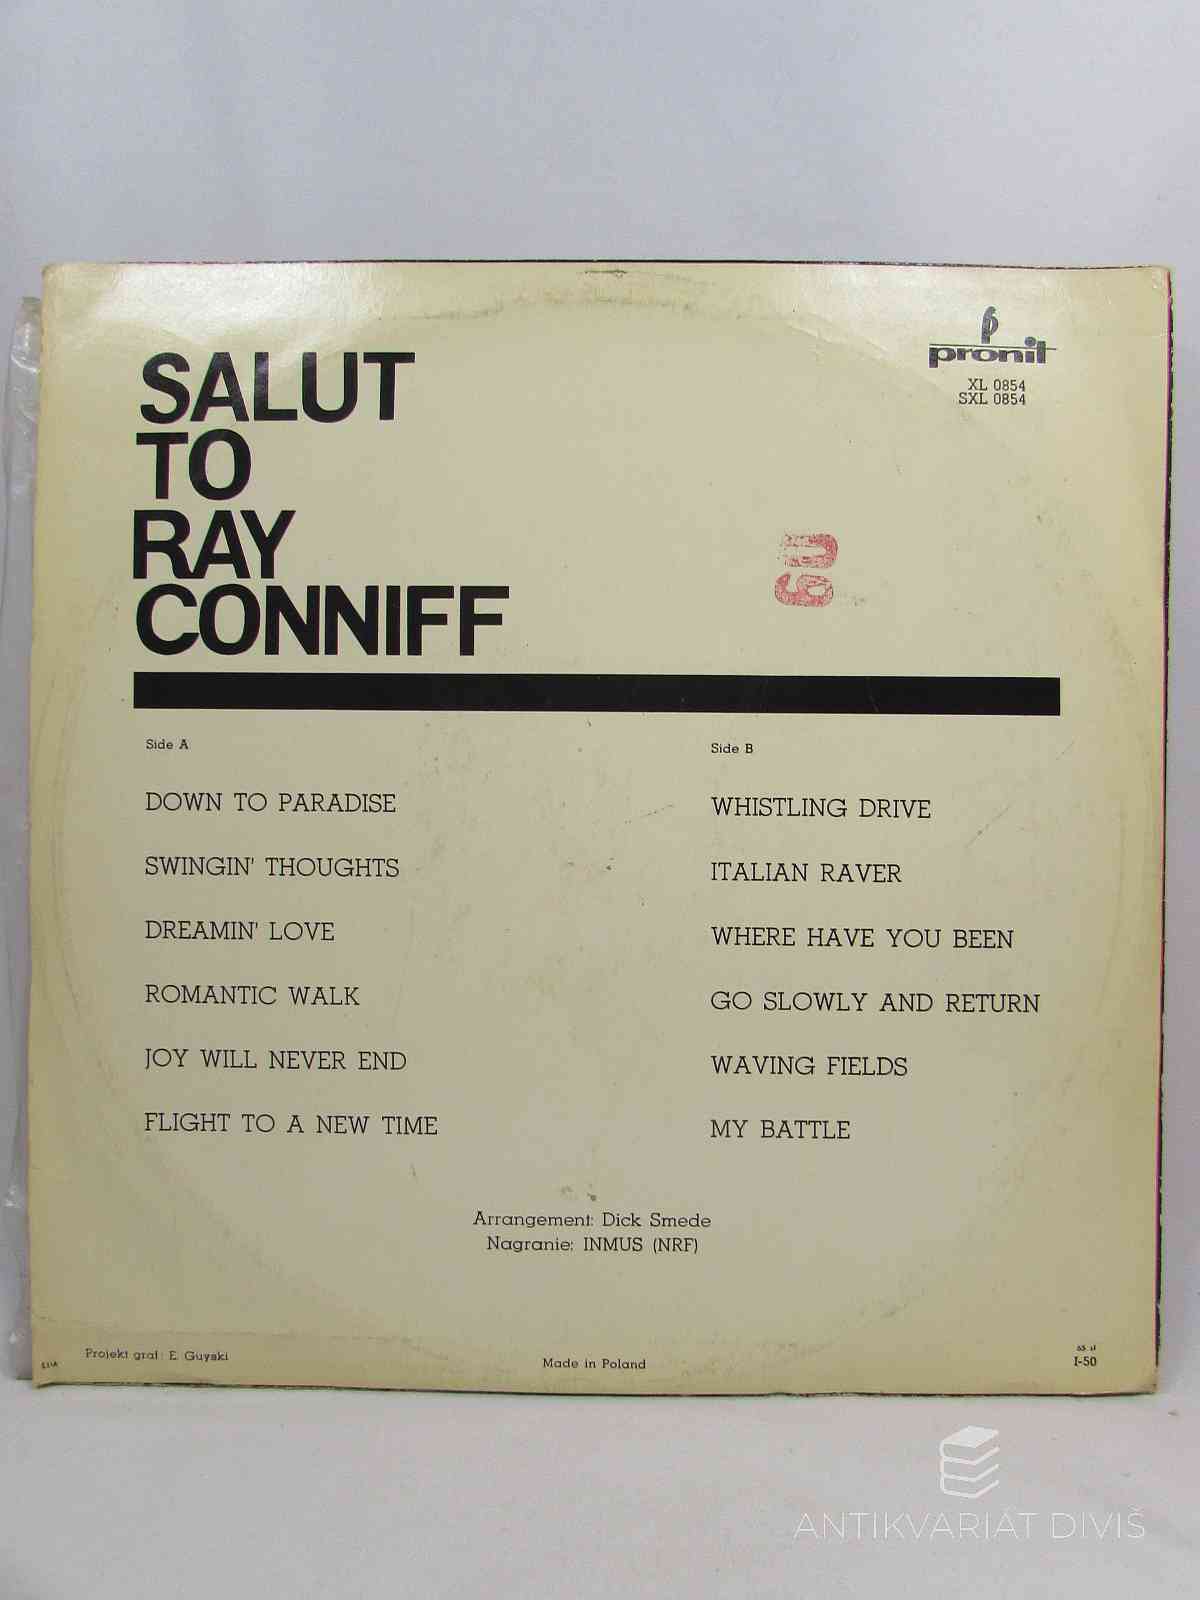 SALUT
TO
RAY
CONNIFF
pronit
XL 0854
SXL 0854
60
Side A
DOWN TO PARADISE
SWINGIN' THOUGHTS
DREAMIN' LOVE
ROMANTIC WALK
JOY WILL NEVER END
FLIGHT TO A NEW TIME
Side B
WHISTLING DRIVE
ITALIAN RAVER
WHERE HAVE YOU BEEN
GO SLOWLY AND RETURN
WAVING FIELDS
MY BATTLE
Arrangement: Dick Smede
Nagranie: INMUS (NRF)
Projekt graf: E. Guyski
Made in Poland
65 zł
I-50
ANTIKVARIÁT DIVIŠ